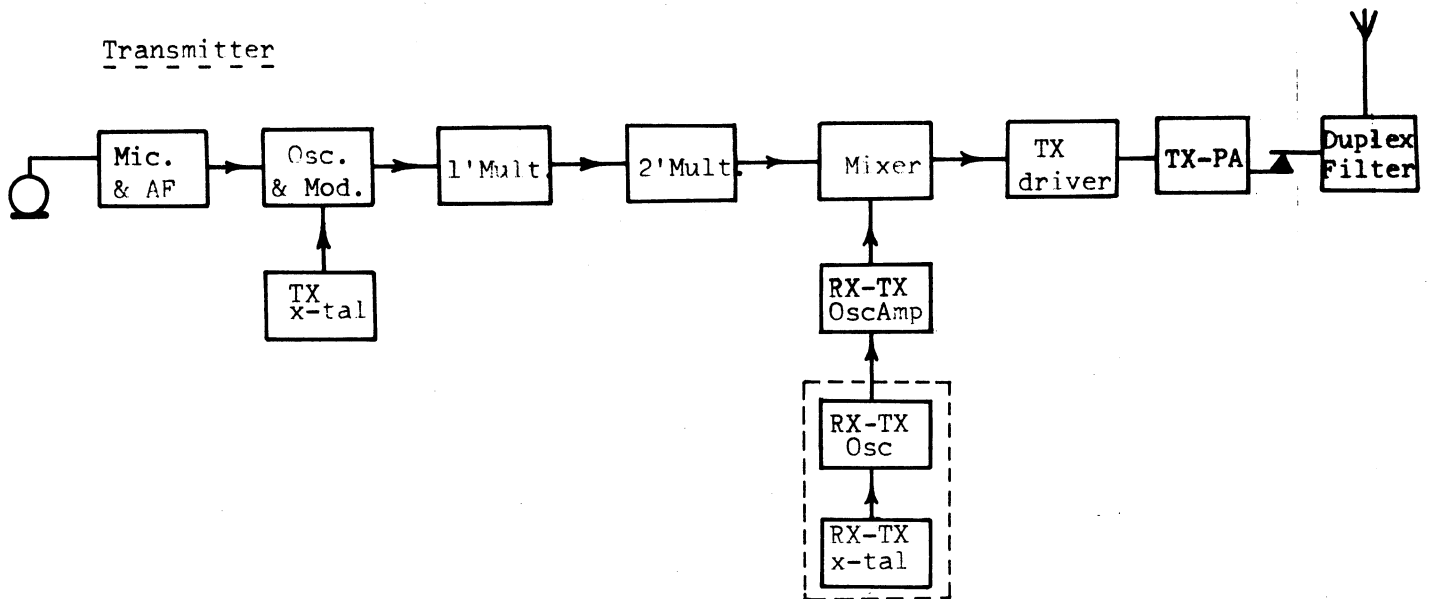 Transmitter
Mic.
& AF
Osc.
& Mod.
1'Mult.
2'Mult.
Mixer
TX
driver
TX-PA
Duplex
Filter
TX
x-tal
RX-TX
OscAmp
RX-TX
Osc
RX-TX
x-tal